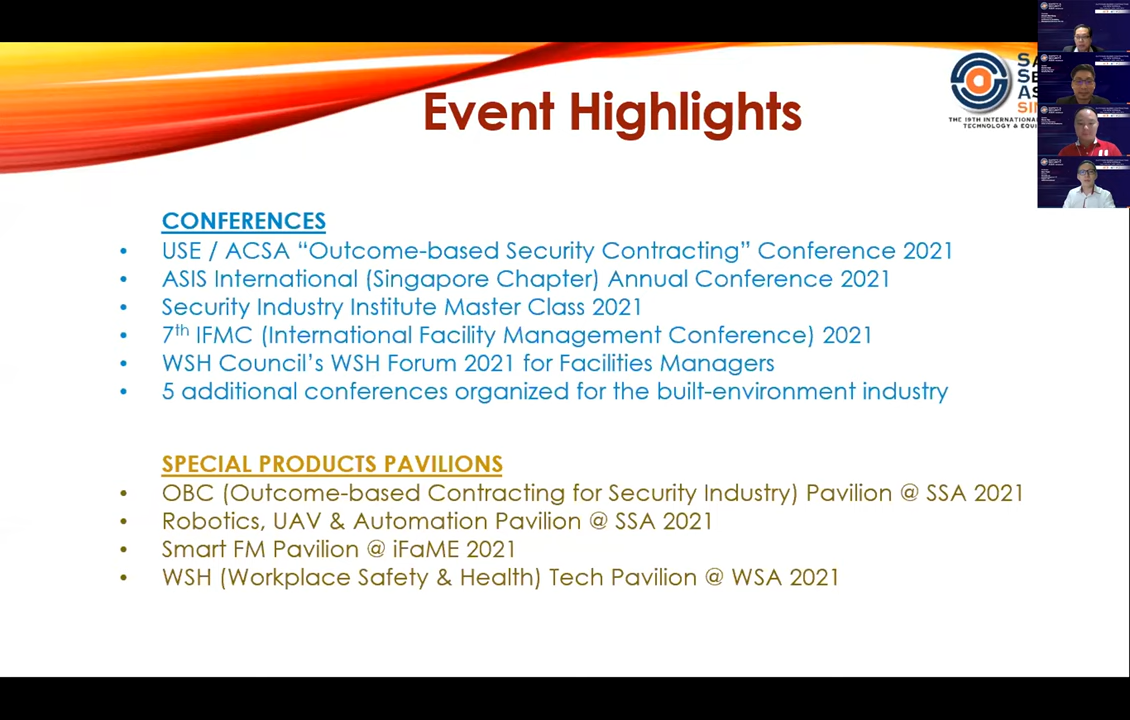 Event Highlights
THE 19TH INTERNATIONAL
TECHNOLOGY &
CONFERENCES
• USE / ACSA “Outcome-based Security Contracting” Conference 2021
• ASIS International (Singapore Chapter) Annual Conference 2021
• Security Industry Institute Master Class 2021
• 7th IFMC (International Facility Management Conference) 2021
• WSH Council’s WSH Forum 2021 for Facilities Managers
• 5 additional conferences organized for the built-environment industry
SPECIAL PRODUCTS PAVILIONS
• OBC (Outcome-based Contracting for Security Industry) Pavilion @ SSA 2021
• Robotics, UAV & Automation Pavilion @ SSA 2021
• Smart FM Pavilion @ iFaME 2021
• WSH (Workplace Safety & Health) Tech Pavilion @ WSA 2021